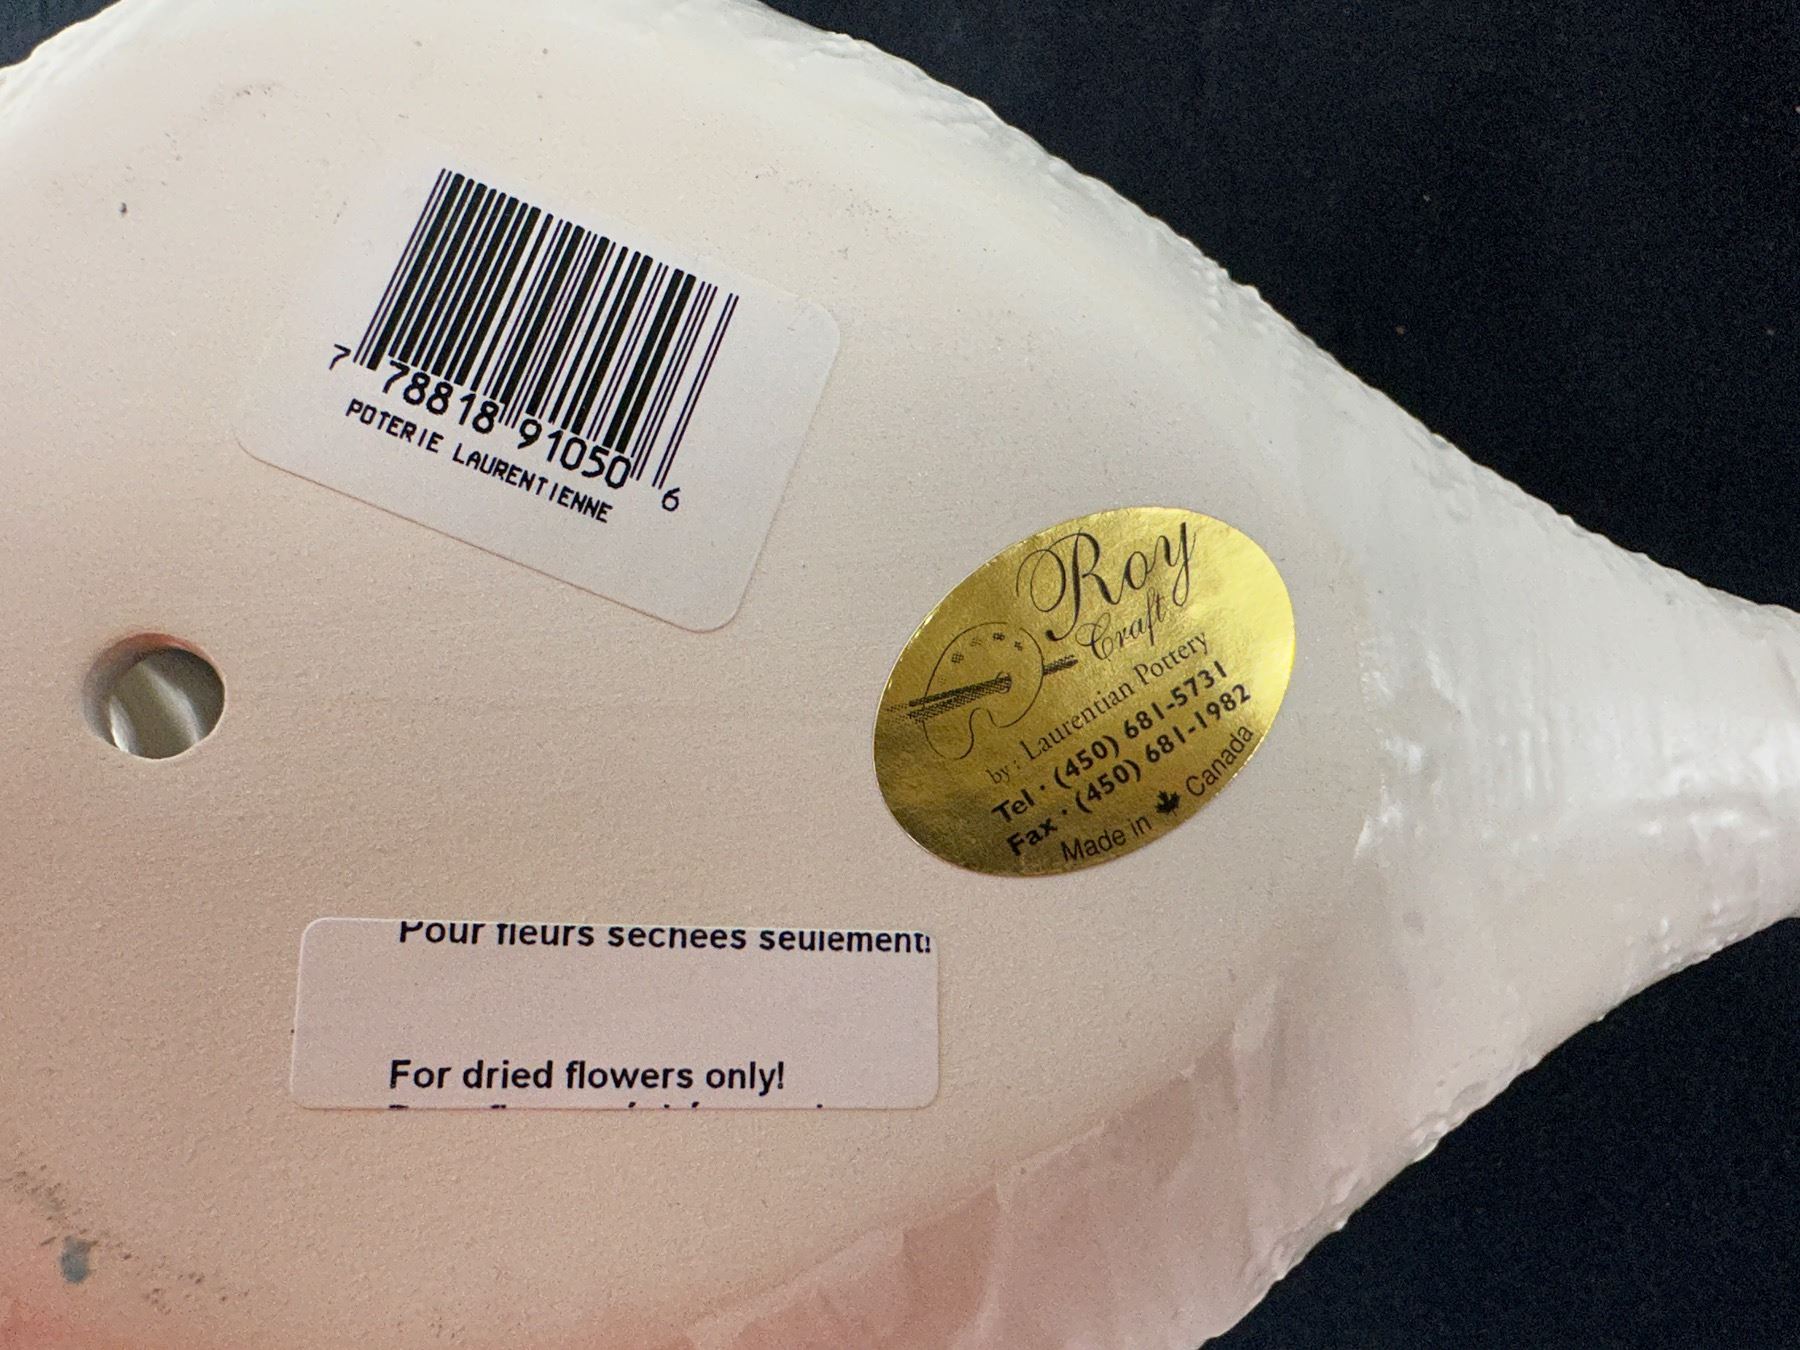 7 78818 91050 6
POTERIE LAURENTIENNE
Roy
Craft
by: Laurentian Pottery
Tel · (450) 681-5731
Fax · (450) 681-1982
Made in Canada
Pour fleurs sechees seulement!
For dried flowers only!